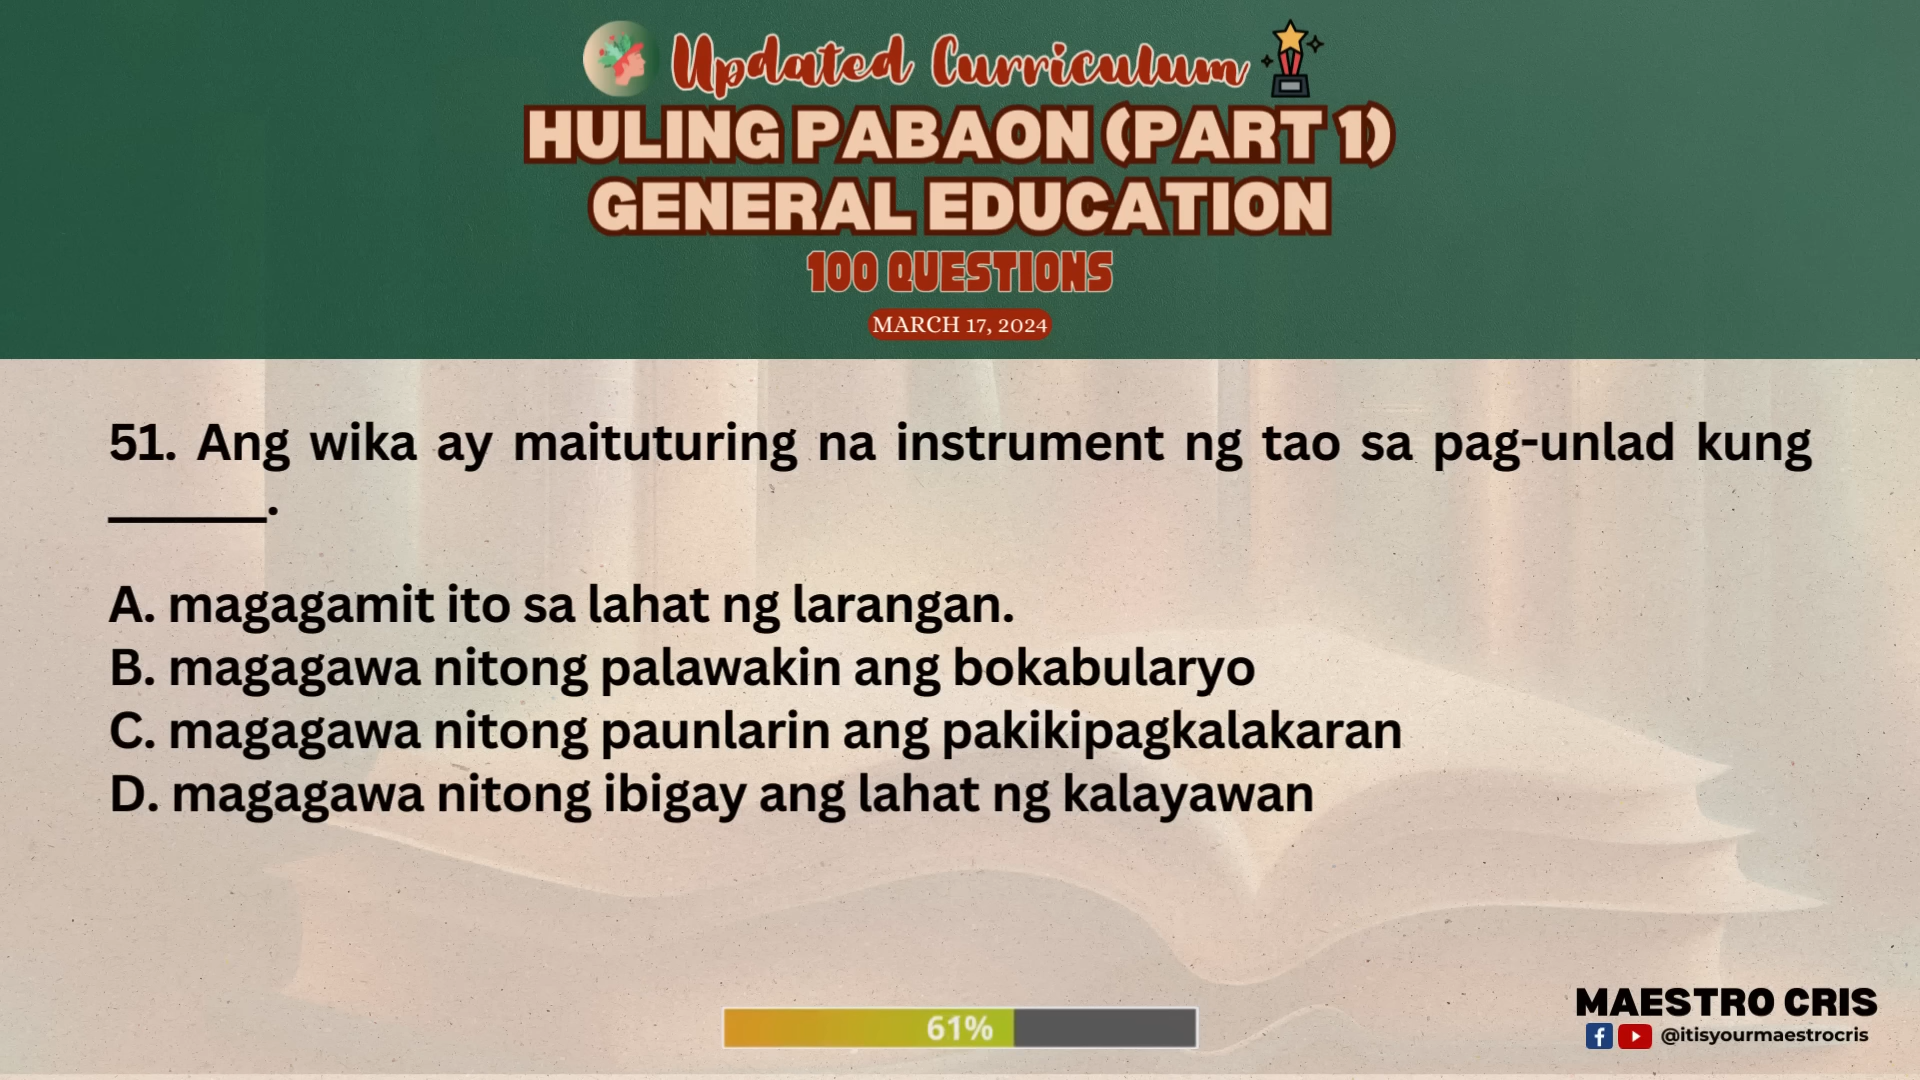 Updated Curriculum
HULING PABAON (PART 1)
GENERAL EDUCATION
100 QUESTIONS
MARCH 17, 2024
51. Ang wika ay maituturing na instrument ng tao sa pag-unlad kung
______.
A. magagamit ito sa lahat ng larangan.
B. magagawa nitong palawakin ang bokabularyo
C. magagawa nitong paunlarin ang pakikipagkalakaran
D. magagawa nitong ibigay ang lahat ng kalayawan
61%
MAESTRO CRIS
@itisyourmaestrocris